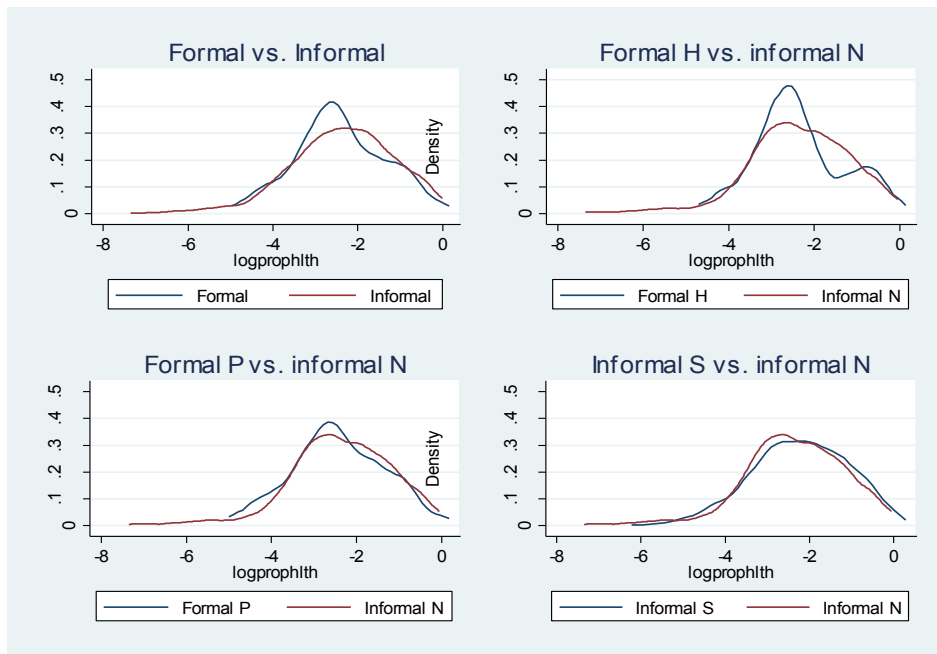 Formal vs. Informal
.5
.4
.3
.2
.1
0
Density
-8 -6 -4 -2 0
logprophlth
Formal Informal
Formal H vs. informal N
.5
.4
.3
.2
.1
0
-8 -6 -4 -2 0
logprophlth
Formal H Informal N
Formal P vs. informal N
.5
.4
.3
.2
.1
0
Density
-8 -6 -4 -2 0
logprophlth
Formal P Informal N
Informal S vs. informal N
.5
.4
.3
.2
.1
0
-8 -6 -4 -2 0
logprophlth
Informal S Informal N